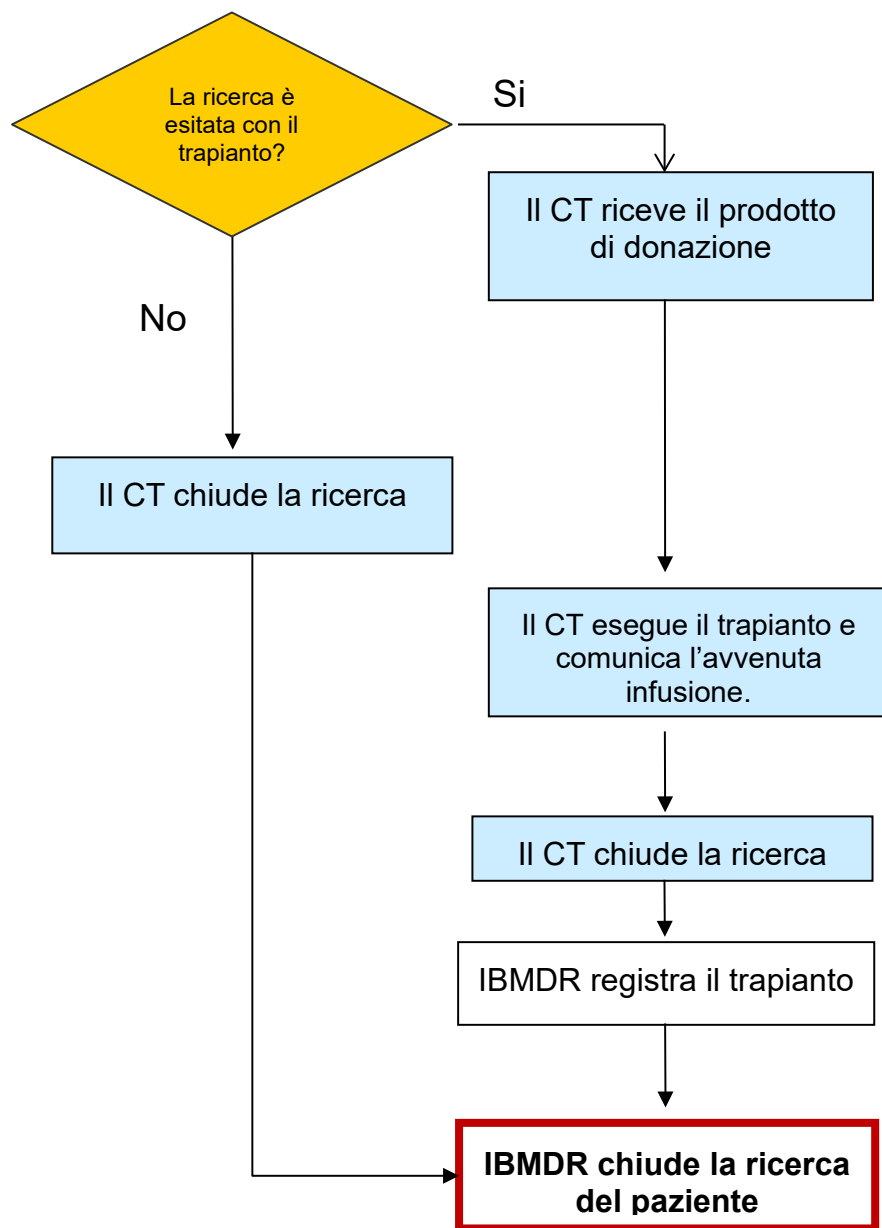 La ricerca è
esitata con il
trapianto?
Si
Il CT riceve il prodotto
di donazione
No
Il CT chiude la ricerca
Il CT esegue il trapianto e
comunica l’avvenuta
infusione.
Il CT chiude la ricerca
IBMDR registra il trapianto
IBMDR chiude la ricerca
del paziente